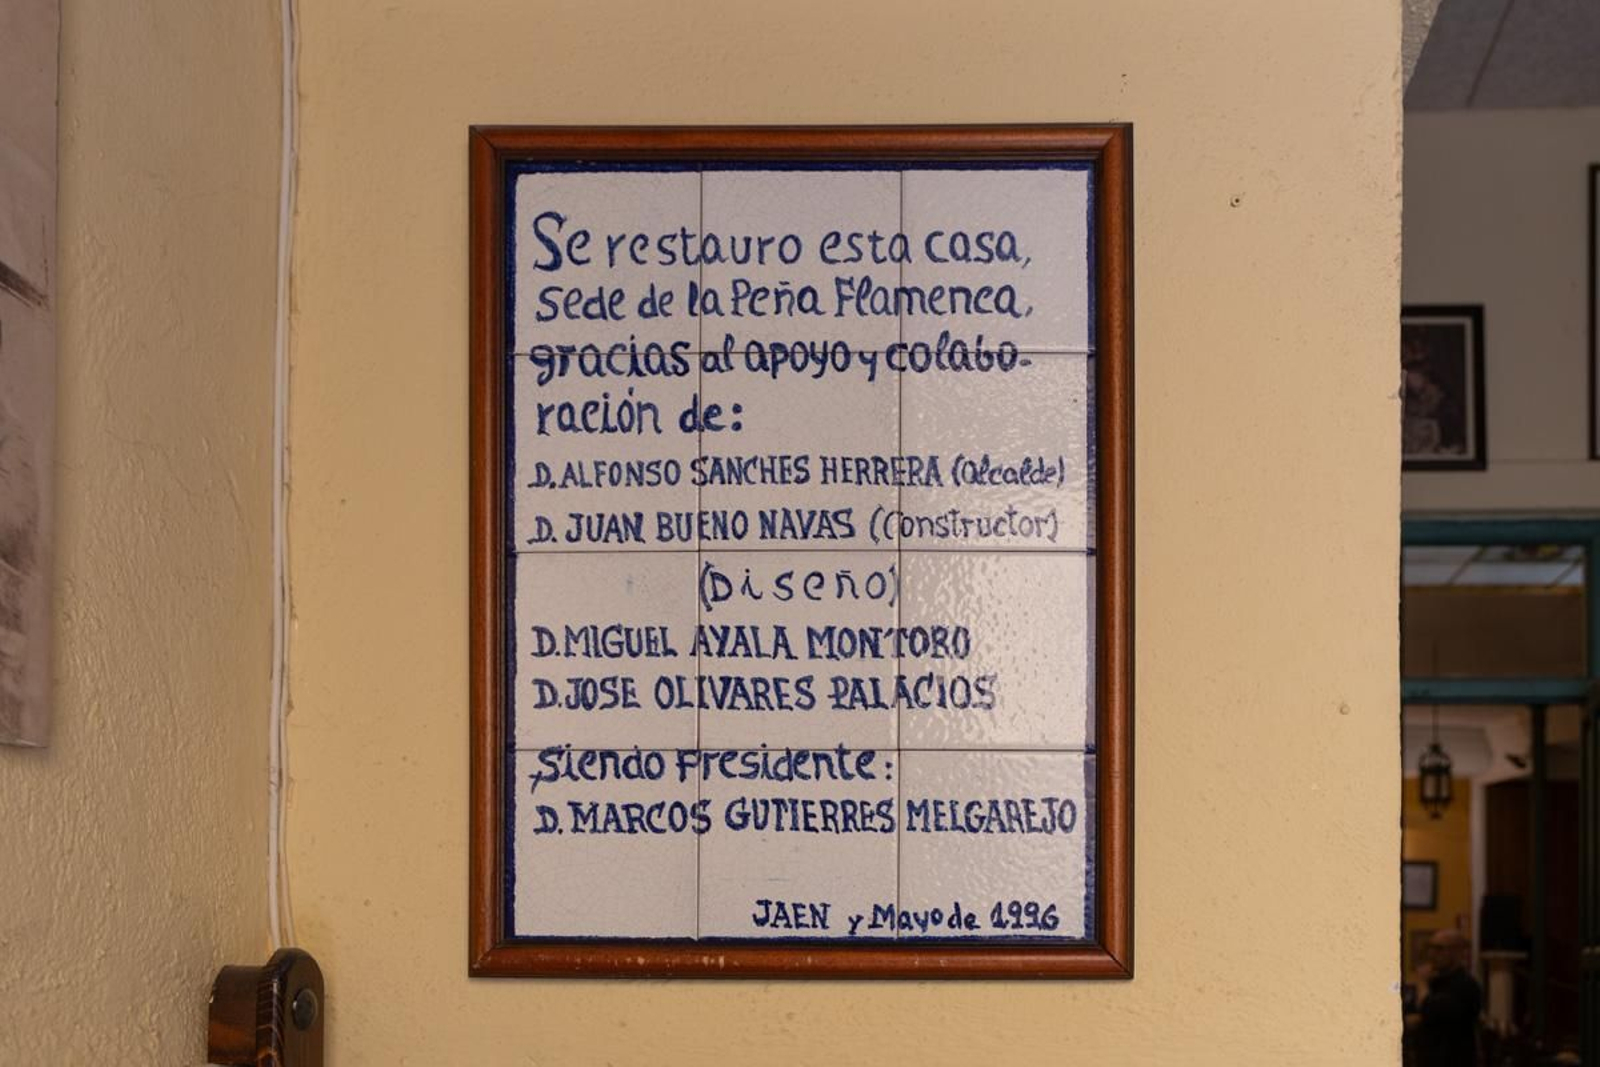 Se restauro esta casa,
sede de la Peña Flamenca,
gracias al apoyo y colabo-
ración de:
D. ALFONSO SANCHES HERRERA (alcalde)
D. JUAN BUENO NAVAS (Constructor)
(Diseño)
D. MIGUEL AYALA MONTORO
D. JOSE OLIVARES PALACIOS
Siendo Presidente:
D. MARCOS GUTIERRES MELGAREJO
JAEN y Mayo de 1996